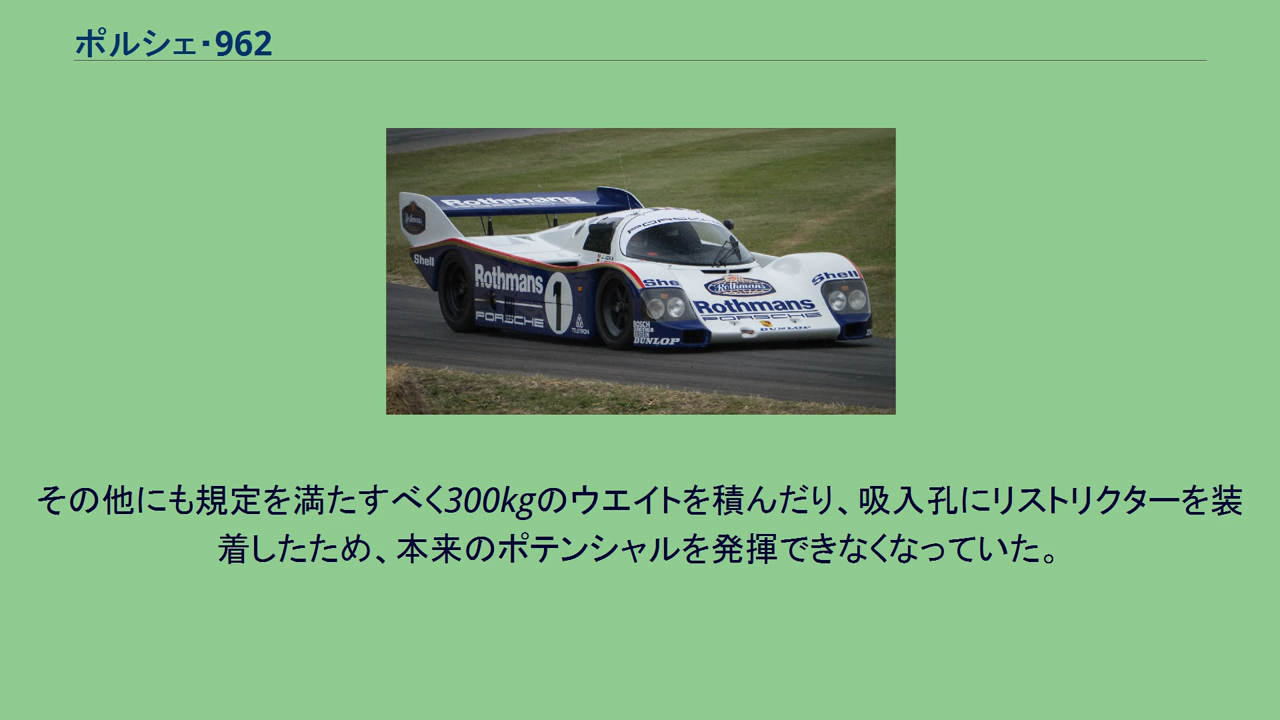 ポルシェ・962
Rothmans
Rothmans
PORSCHE
Shell
Shell
Shell
Rothmans
1
Rothmans
Rothmans
PORSCHE
PORSCHE
BOSCH
DUNLOP
DUNLOP
その他にも規定を満たすべく300kgのウエイトを積んだり、吸入孔にリストリクターを装
着したため、本来のポテンシャルを発揮できなくなっていた。